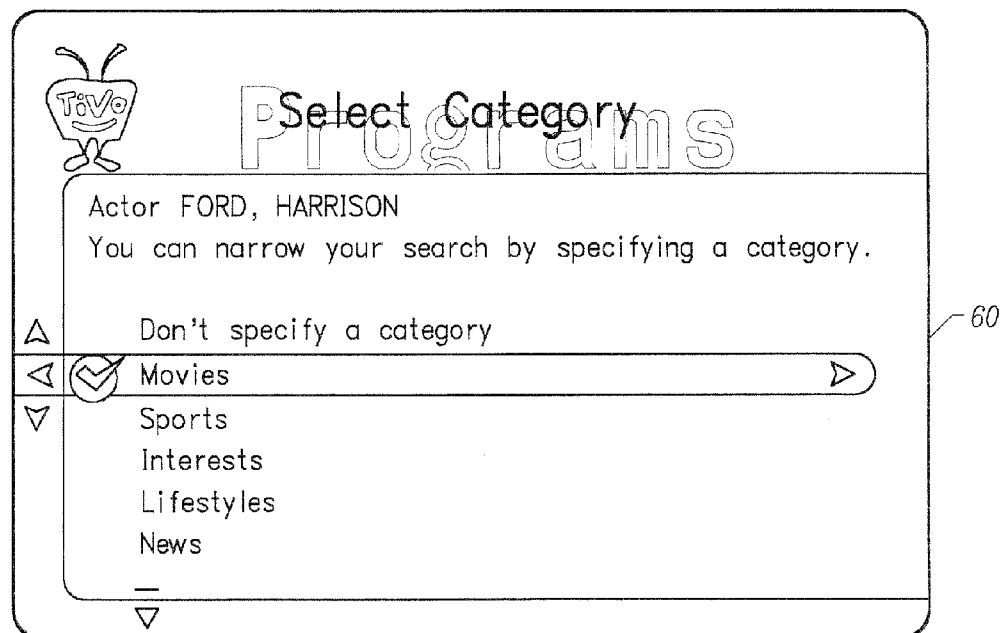 TiVo
Programs
Select Category
Actor FORD, HARRISON
You can narrow your search by specifying a category.
Don't specify a category
Movies
Sports
Interests
Lifestyles
News
60